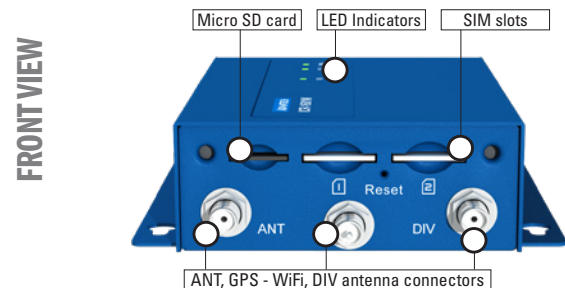 FRONT VIEW
Micro SD card
LED Indicators
SIM slots
1 Reset 2
ANT
DIV
ANT, GPS - WiFi, DIV antenna connectors